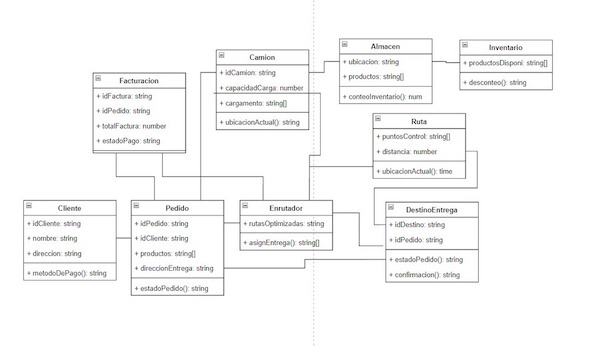 Facturacion
+ idFactura: string
+ idPedido: string
+ totalFactura: number
+ estadoPago: string
Camion
+ idCamion: string
+ capacidadCarga: number
+ cargamento: string[]
+ ubicacionActual(): string
Almacen
+ ubicacion: string
+ productos: string[]
+ conteoInventario(): num
Inventario
+ productosDisponi: string[]
+ desconteo(): string
Ruta
+ puntosControl: string[]
+ distancia: number
+ ubicacionActual(): time
Cliente
+ idCliente: string
+ nombre: string
+ direccion: string
+ metodoDePago(): string
Pedido
+ idPedido: string
+ idCliente: string
+ productos: string[]
+ direccionEntrega: string
+ estadoPedido(): string
Enrutador
+ rutasOptimizadas: string
+ asignEntrega(): string[]
DestinoEntrega
+ idDestino: string
+ idPedido: string
+ estadoPedido(): string
+ confirmacion(): string